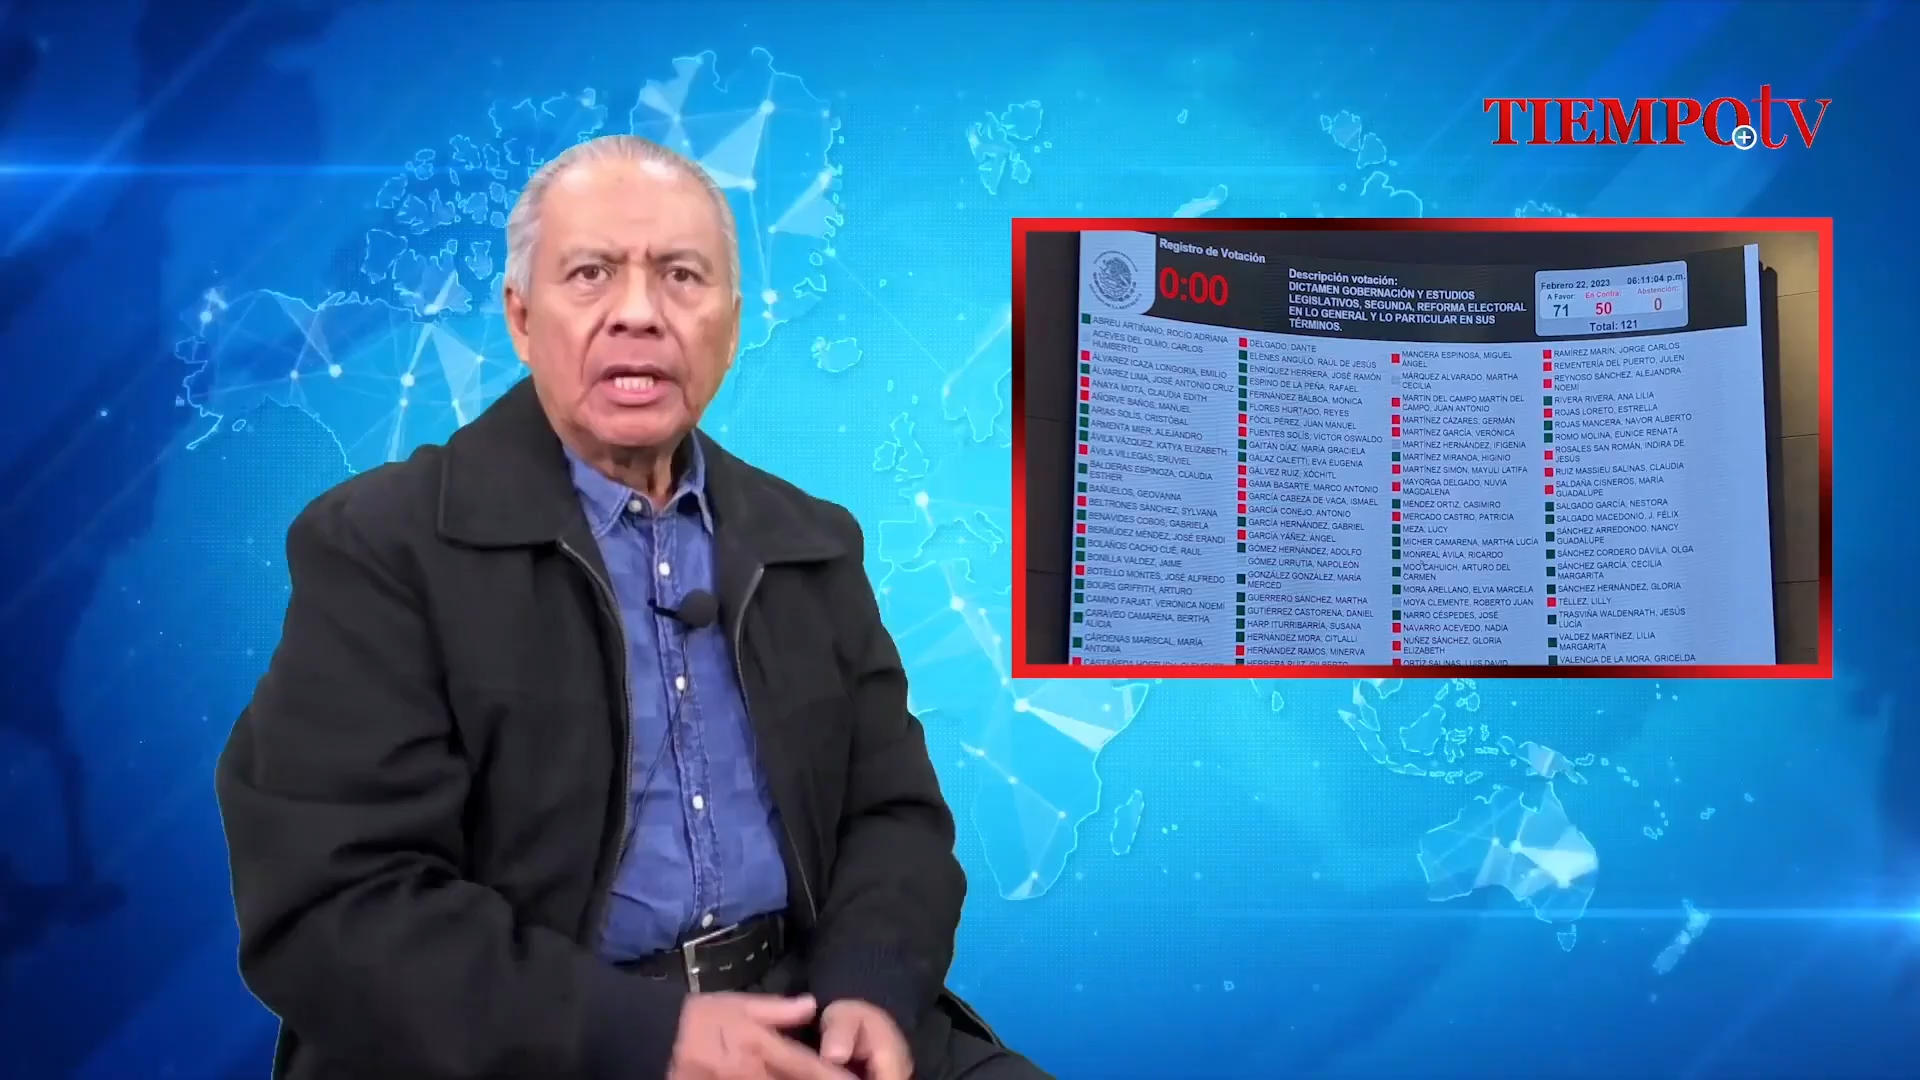 TIEMPO+tv
Registro de Votación
0:00
Descripción votación:
DICTAMEN GOBERNACIÓN Y ESTUDIOS
LEGISLATIVOS, SEGUNDA, REFORMA ELECTORAL
EN LO GENERAL Y LO PARTICULAR EN SUS
TÉRMINOS.
Febrero 22, 2023 06:11:04 p.m.
A Favor: En Contra: Abstención:
71 50 0
Total: 121
ABREU ARTIÑANO, ROCÍO ADRIANA
ACEVES DEL OLMO, CARLOS
HUMBERTO
ÁLVAREZ ICAZA LONGORIA, EMILIO
ÁLVAREZ LIMA, JOSÉ ANTONIO CRUZ
ANAYA MOTA, CLAUDIA EDITH
AÑORVE BAÑOS, MANUEL
ARIAS SOLÍS, CRISTÓBAL
ARMENTA MIER, ALEJANDRO
ÁVILA VÁZQUEZ, KATYA ELIZABETH
ÁVILA VILLEGAS, ERUVIEL
BALDERAS ESPINOZA, CLAUDIA
ESTHER
BAÑUELOS, GEOVANNA
BELTRONES SÁNCHEZ, SYLVANA
BENAVIDES COBOS, GABRIELA
BERMÚDEZ MÉNDEZ, JOSÉ ERANDI
BOLAÑOS CACHO CUÉ, RAÚL
BONILLA VALDEZ, JAIME
BOTELLO MONTES, JOSÉ ALFREDO
BOURS GRIFFITH, ARTURO
CAMINO FARJAT, VERÓNICA NOEMÍ
CARAVEO CAMARENA, BERTHA
ALICIA
CÁRDENAS MARISCAL, MARÍA
ANTONIA
DELGADO, DANTE
ELENES ANGULO, RAÚL DE JESÚS
ENRÍQUEZ HERRERA, JOSÉ RAMÓN
ESPINO DE LA PEÑA, RAFAEL
FERNÁNDEZ BALBOA, MÓNICA
FLORES HURTADO, REYES
FÓCIL PÉREZ, JUAN MANUEL
FUENTES SOLÍS, VÍCTOR OSWALDO
GAITÁN DÍAZ, MARÍA GRACIELA
GALAZ CALETTI, EVA EUGENIA
GÁLVEZ RUIZ, XÓCHITL
GAMA BASARTE, MARCO ANTONIO
GARCÍA CABEZA DE VACA, ISMAEL
GARCÍA CONEJO, ANTONIO
GARCÍA HERNÁNDEZ, GABRIEL
GARCÍA YÁÑEZ, ÁNGEL
GÓMEZ HERNÁNDEZ, ADOLFO
GÓMEZ URRUTIA, NAPOLEÓN
GONZÁLEZ GONZÁLEZ, MARÍA
MERCED
GUERRERO SÁNCHEZ, MARTHA
GUTIÉRREZ CASTORENA, DANIEL
HARP ITURRIBARRÍA, SUSANA
HERNÁNDEZ MORA, CITLALLI
HERNÁNDEZ RAMOS, MINERVA
HERRERA RUIZ, GILBERTO
MANCERA ESPINOSA, MIGUEL
ÁNGEL
MÁRQUEZ ALVARADO, MARTHA
CECILIA
MARTÍN DEL CAMPO MARTÍN DEL
CAMPO, JUAN ANTONIO
MARTÍNEZ CÁZARES, GERMÁN
MARTÍNEZ GARCÍA, VERÓNICA
MARTÍNEZ HERNÁNDEZ, IFIGENIA
MARTÍNEZ MIRANDA, HIGINIO
MARTÍNEZ SIMÓN, MAYULI LATIFA
MAYORGA DELGADO, NUVIA
MAGDALENA
MÉNDEZ ORTIZ, CASIMIRO
MERCADO CASTRO, PATRICIA
MEZA, LUCY
MICHER CAMARENA, MARTHA LUCÍA
MONREAL ÁVILA, RICARDO
MOO CAHUICH, ARTURO DEL
CARMEN
MORA ARELLANO, ELVIA MARCELA
MOYA CLEMENTE, ROBERTO JUAN
NARRO CÉSPEDES, JOSÉ
NAVARRO ACEVEDO, NADIA
NÚÑEZ SÁNCHEZ, GLORIA
ELIZABETH
ORTÍZ SALINAS, LUIS DAVID
RAMÍREZ MARÍN, JORGE CARLOS
REMENTERÍA DEL PUERTO, JULEN
REYNOSO SÁNCHEZ, ALEJANDRA
NOEMÍ
RIVERA RIVERA, ANA LILIA
ROJAS LORETO, ESTRELLA
ROJAS MANCERA, NAVOR ALBERTO
ROMO MOLINA, EUNICE RENATA
ROSALES SAN ROMÁN, INDIRA DE
JESÚS
RUIZ MASSIEU SALINAS, CLAUDIA
SALDAÑA CISNEROS, MARÍA
GUADALUPE
SALGADO GARCÍA, NESTORA
SALGADO MACEDONIO, J. FÉLIX
SÁNCHEZ ARREDONDO, NANCY
GUADALUPE
SÁNCHEZ CORDERO DÁVILA, OLGA
SÁNCHEZ GARCÍA, CECILIA
MARGARITA
SÁNCHEZ HERNÁNDEZ, GLORIA
TÉLLEZ, LILLY
TRASVIÑA WALDENRATH, JESÚS
LUCÍA
VALDEZ MARTÍNEZ, LILIA
MARGARITA
VALENCIA DE LA MORA, GRICELDA